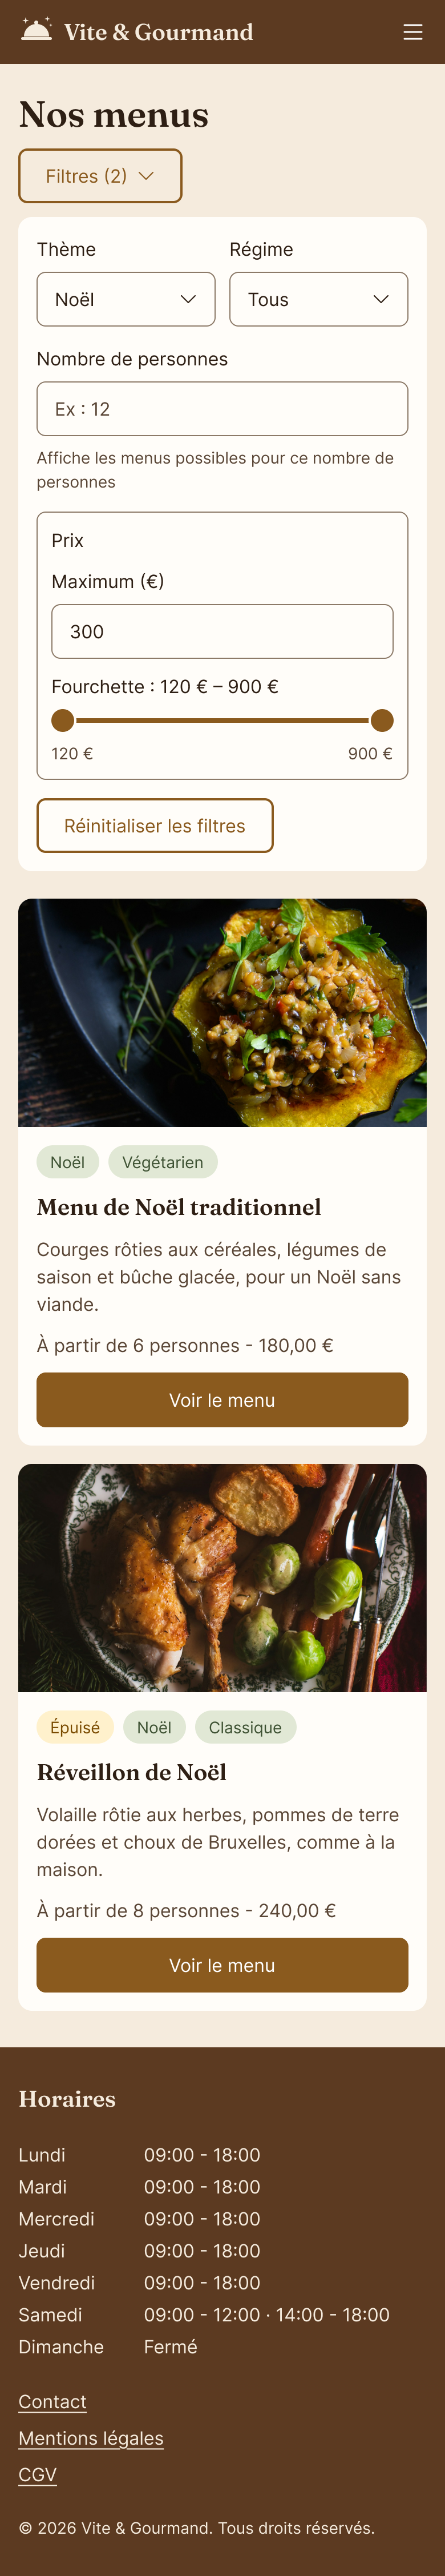 Vite & Gourmand
Nos menus
Filtres (2)
Thème
Régime
Noël
Tous
Nombre de personnes
Ex : 12
Affiche les menus possibles pour ce nombre de
personnes
Prix
Maximum (€)
300
Fourchette : 120 € – 900 €
120 €
900 €
Réinitialiser les filtres
Noël
Végétarien
Menu de Noël traditionnel
Courges rôties aux céréales, légumes de
saison et bûche glacée, pour un Noël sans
viande.
À partir de 6 personnes - 180,00 €
Voir le menu
Épuisé
Noël
Classique
Réveillon de Noël
Volaille rôtie aux herbes, pommes de terre
dorées et choux de Bruxelles, comme à la
maison.
À partir de 8 personnes - 240,00 €
Voir le menu
Horaires
Lundi 09:00 - 18:00
Mardi 09:00 - 18:00
Mercredi 09:00 - 18:00
Jeudi 09:00 - 18:00
Vendredi 09:00 - 18:00
Samedi 09:00 - 12:00 · 14:00 - 18:00
Dimanche Fermé
Contact
Mentions légales
CGV
© 2026 Vite & Gourmand. Tous droits réservés.